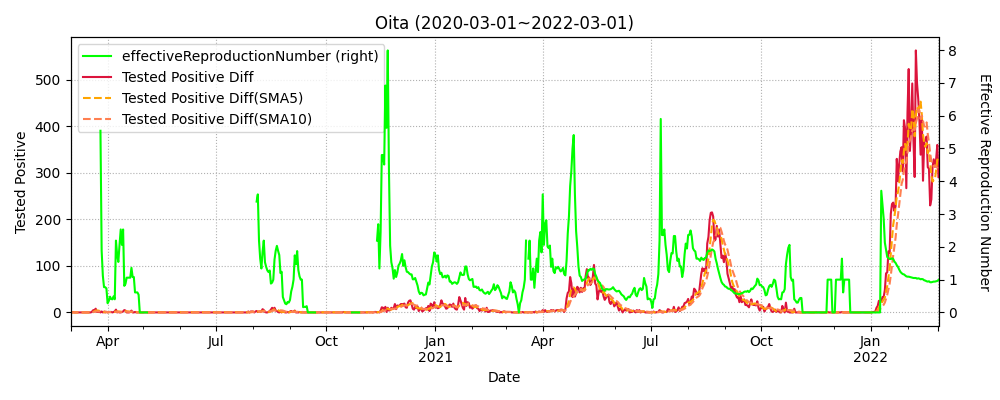 Oita (2020-03-01~2022-03-01)
effectiveReproductionNumber (right)
Tested Positive Diff
Tested Positive Diff(SMA5)
Tested Positive Diff(SMA10)
Tested Positive
500
400
300
200
100
0
8
7
6
5
4
3
2
1
0
Effective Reproduction Number
Apr Jul Oct Jan Apr Jul Oct Jan
2021 2022
Date